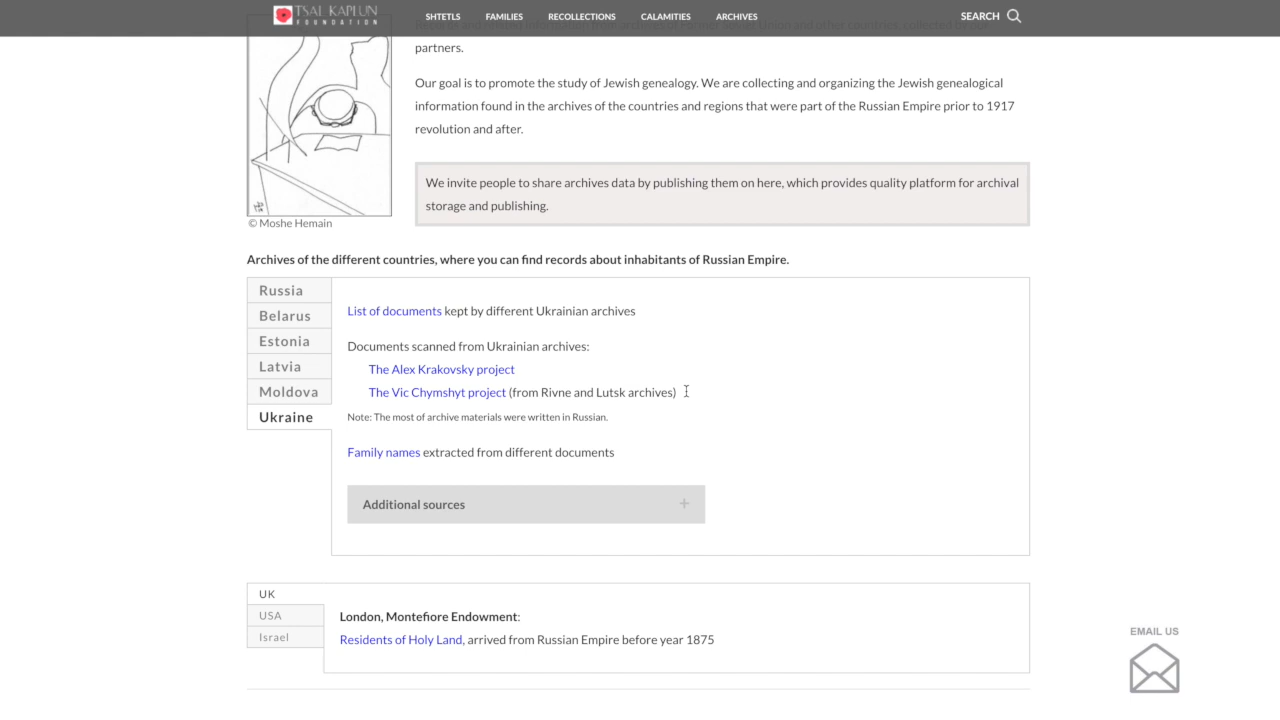 TSAL KAPLUN
FOUNDATION
SHTETLS
FAMILIES
RECOLLECTIONS
CALAMITIES
ARCHIVES
SEARCH
partners.
Our goal is to promote the study of Jewish genealogy. We are collecting and organizing the Jewish genealogical
information found in the archives of the countries and regions that were part of the Russian Empire prior to 1917
revolution and after.
We invite people to share archives data by publishing them on here, which provides quality platform for archival
storage and publishing.
© Moshe Hemain
Archives of the different countries, where you can find records about inhabitants of Russian Empire.
Russia
Belarus
Estonia
Latvia
Moldova
Ukraine
List of documents kept by different Ukrainian archives
Documents scanned from Ukrainian archives:
The Alex Krakovsky project
The Vic Chymshyt project (from Rivne and Lutsk archives)
Note: The most of archive materials were written in Russian.
Family names extracted from different documents
Additional sources +
UK
USA
Israel
London, Montefiore Endowment:
Residents of Holy Land, arrived from Russian Empire before year 1875
EMAIL US